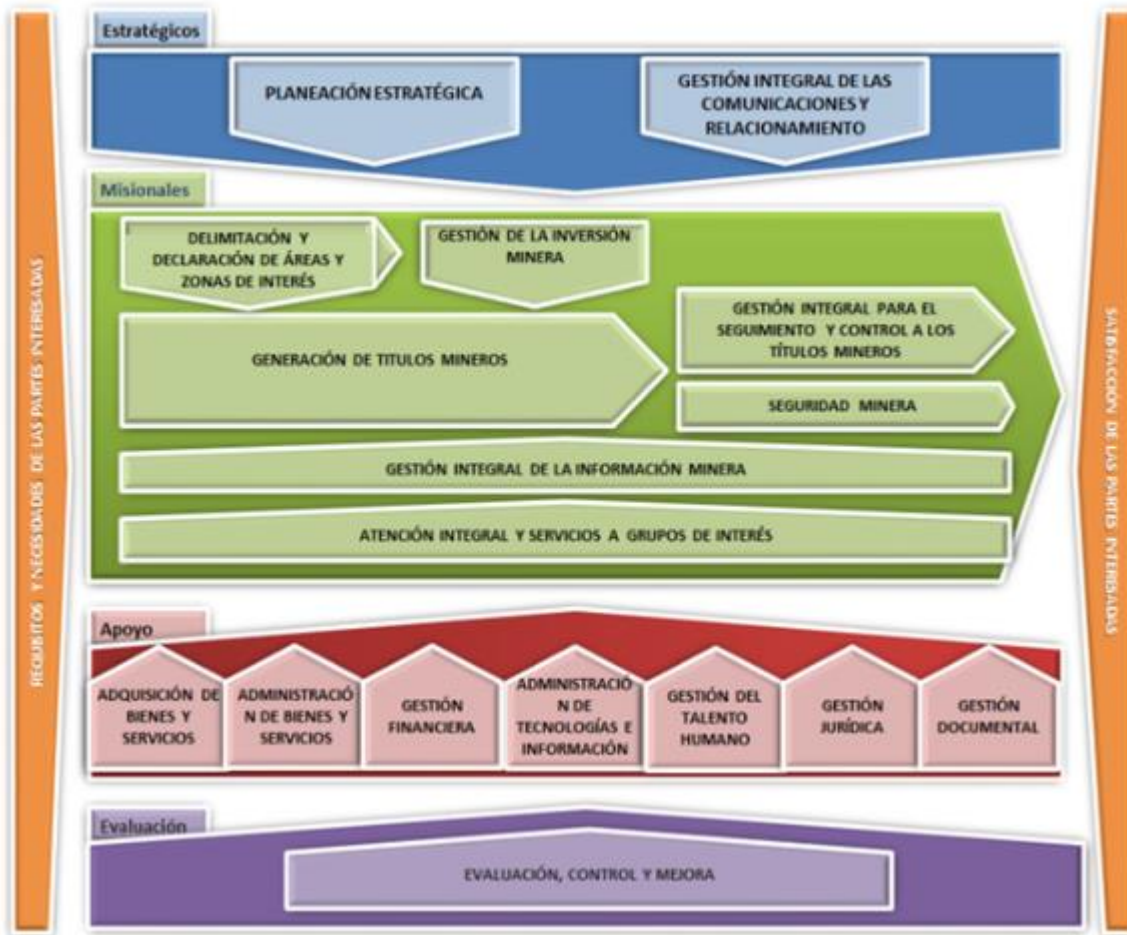 Estratégicos
PLANEACIÓN ESTRATÉGICA
GESTIÓN INTEGRAL DE LAS
COMUNICACIONES Y
RELACIONAMIENTO
Misionales
DELIMITACIÓN Y
DECLARACIÓN DE ÁREAS Y
ZONAS DE INTERÉS
GESTIÓN DE LA INVERSIÓN
MINERA
GENERACIÓN DE TITULOS MINEROS
GESTIÓN INTEGRAL PARA EL
SEGUIMIENTO Y CONTROL A LOS
TÍTULOS MINEROS
SEGURIDAD MINERA
GESTIÓN INTEGRAL DE LA INFORMACIÓN MINERA
ATENCIÓN INTEGRAL Y SERVICIOS A GRUPOS DE INTERÉS
Apoyo
ADQUISICIÓN DE
BIENES Y
SERVICIOS
ADMINISTRACIÓ
N DE BIENES Y
SERVICIOS
GESTIÓN
FINANCIERA
ADMINISTRACIÓ
N DE
TECNOLOGÍAS E
INFORMACIÓN
GESTIÓN DEL
TALENTO
HUMANO
GESTIÓN
JURÍDICA
GESTIÓN
DOCUMENTAL
Evaluación
EVALUACIÓN, CONTROL Y MEJORA
REQUISITOS Y NECESIDADES DE LAS PARTES INTERESADAS
SATISFACCIÓN DE LAS PARTES INTERESADAS